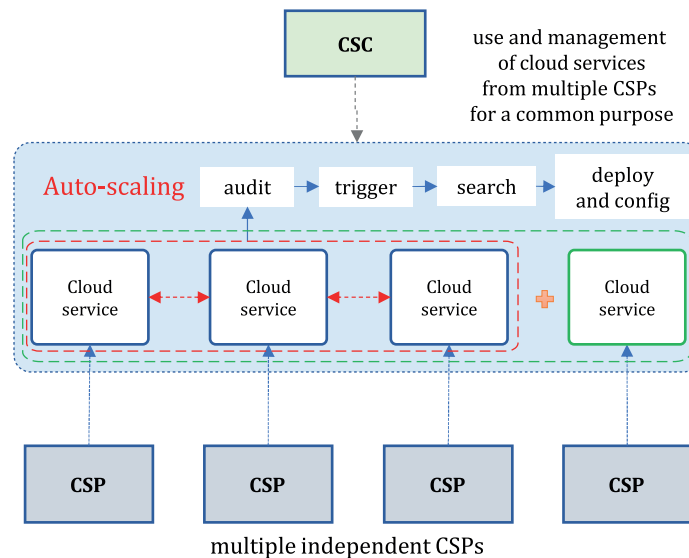 CSC
use and management
of cloud services
from multiple CSPs
for a common purpose
Auto-scaling
audit
trigger
search
deploy
and config
Cloud
service
Cloud
service
Cloud
service
Cloud
service
CSP
CSP
CSP
CSP
multiple independent CSPs